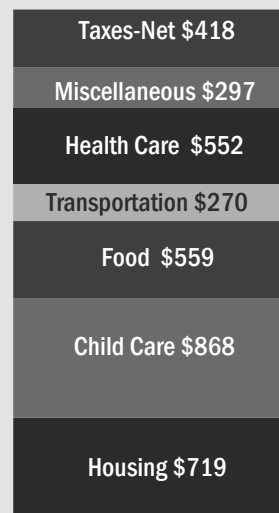 Taxes-Net $418
Miscellaneous $297
Health Care $552
Transportation $270
Food $559
Child Care $868
Housing $719